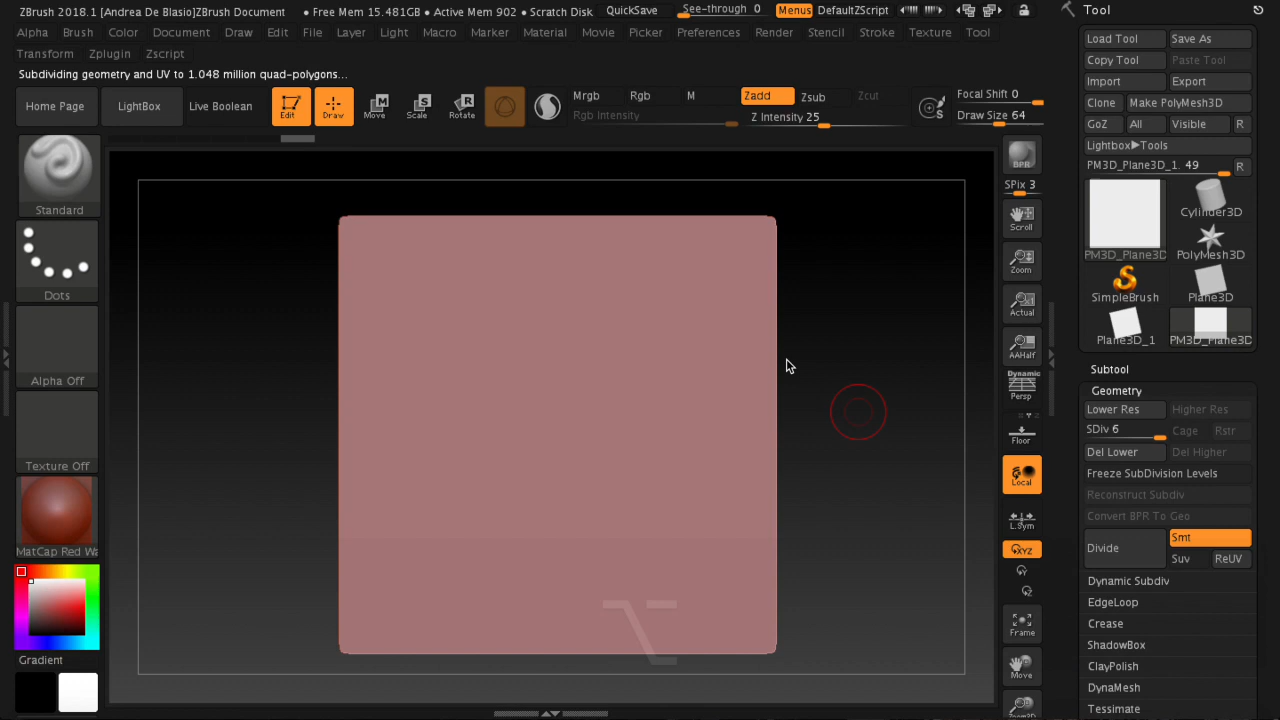 ZBrush 2018.1 [Andrea De Blasio]ZBrush Document
• Free Mem 15.481GB • Active Mem 902 • Scratch Disk
QuickSave
See-through 0
Menus
DefaultZScript
Tool
Alpha Brush Color Document Draw Edit File Layer Light Macro Marker Material Movie Picker Preferences Render Stencil Stroke Texture Tool
Transform Zplugin Zscript
Subdividing geometry and UV to 1.048 million quad-polygons...
Home Page
LightBox
Live Boolean
Edit
Draw
Move
Scale
Rotate
Mrgb Rgb M
Rgb Intensity
Zadd Zsub Zcut
Z Intensity 25
Focal Shift 0
Draw Size 64
Standard
Dots
Alpha Off
Texture Off
MatCap Red Wa
Gradient
BPR
SPix 3
Scroll
Zoom
Actual
AAHalf
Dynamic
Persp
Floor
Local
L.Sym
XYZ
Y
Z
Frame
Move
Zoom3D
Load Tool Save As
Copy Tool Paste Tool
Import Export
Clone Make PolyMesh3D
GoZ All Visible R
Lightbox▶Tools
PM3D_Plane3D_1. 49 R
Cylinder3D
PM3D_Plane3D PolyMesh3D
SimpleBrush Plane3D
Plane3D_1 PM3D_Plane3D
Subtool
Geometry
Lower Res Higher Res
SDiv 6 Cage Rstr
Del Lower Del Higher
Freeze SubDivision Levels
Reconstruct Subdiv
Convert BPR To Geo
Divide Smt
Suv ReUV
Dynamic Subdiv
EdgeLoop
Crease
ShadowBox
ClayPolish
DynaMesh
Tessimate